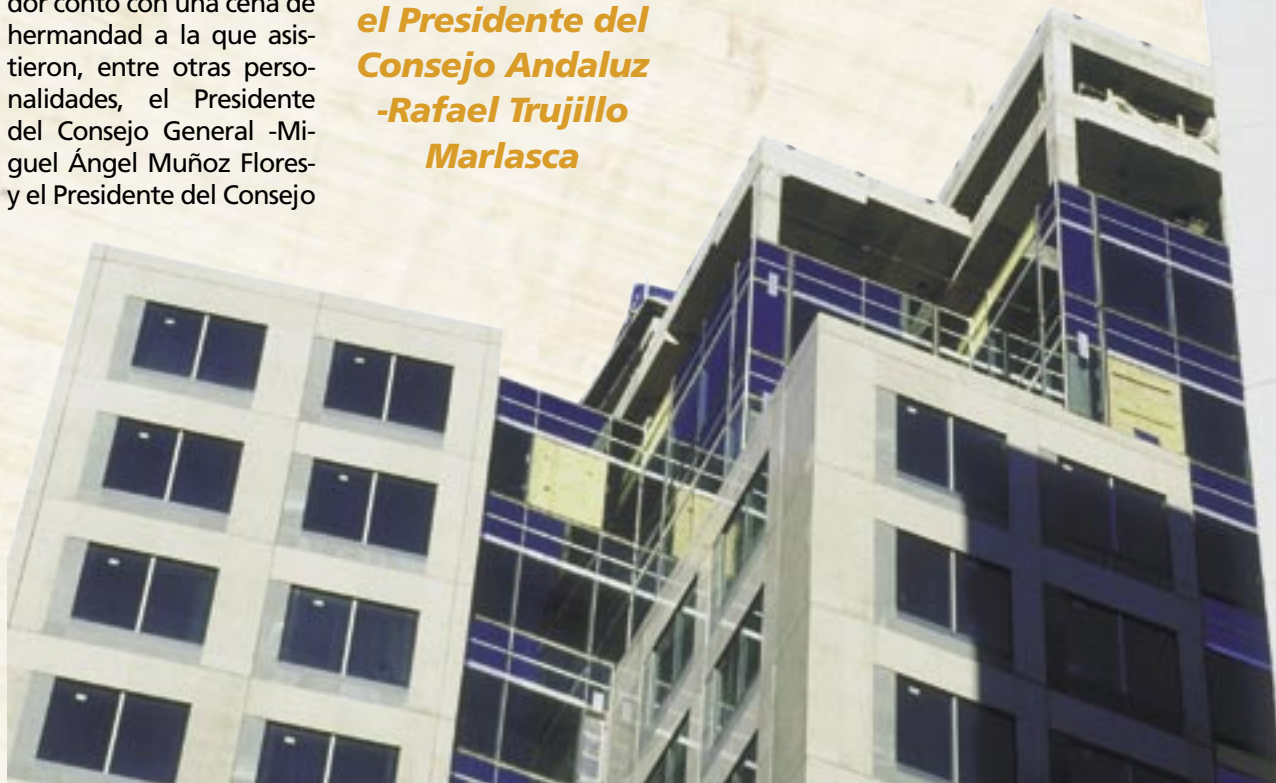 dor contó con una cena de
hermandad a la que asis-
tieron, entre otras perso-
nalidades, el Presidente
del Consejo General -Mi-
guel Ángel Muñoz Flores-
y el Presidente del Consejo
el Presidente del
Consejo Andaluz
-Rafael Trujillo
Marlasca